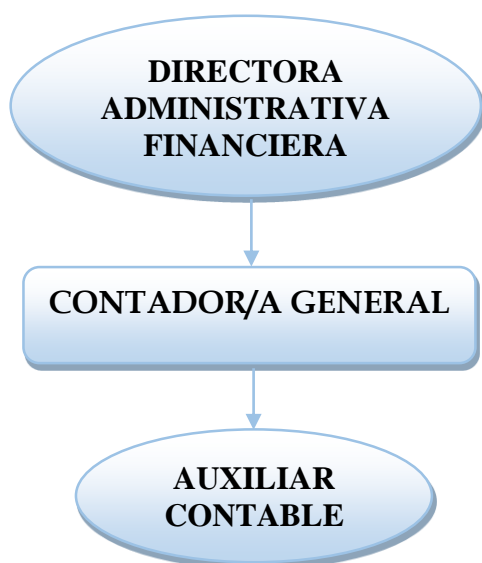 DIRECTORA
ADMINISTRATIVA
FINANCIERA
CONTADOR/A GENERAL
AUXILIAR
CONTABLE